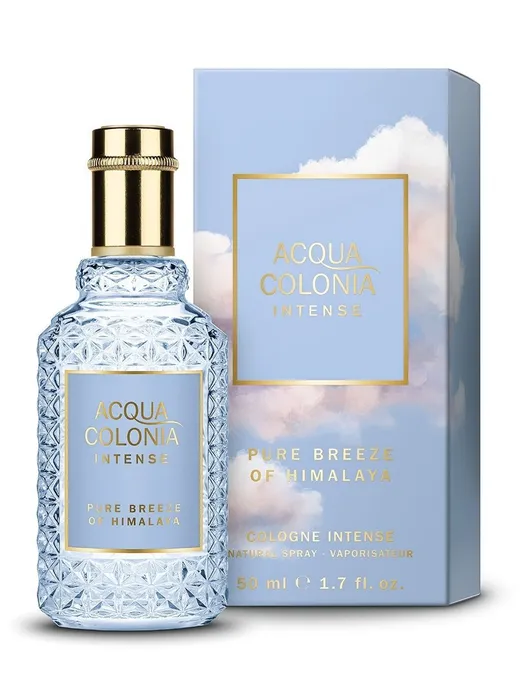 ACQUA
COLONIA
INTENSE
PURE BREEZE
OF HIMALAYA
ACQUA
COLONIA
INTENSE
PURE BREEZE
OF HIMALAYA
COLOGNE INTENSE
NATURAL SPRAY - VAPORISATEUR
50 ml ℮ 1.7 fl. oz.